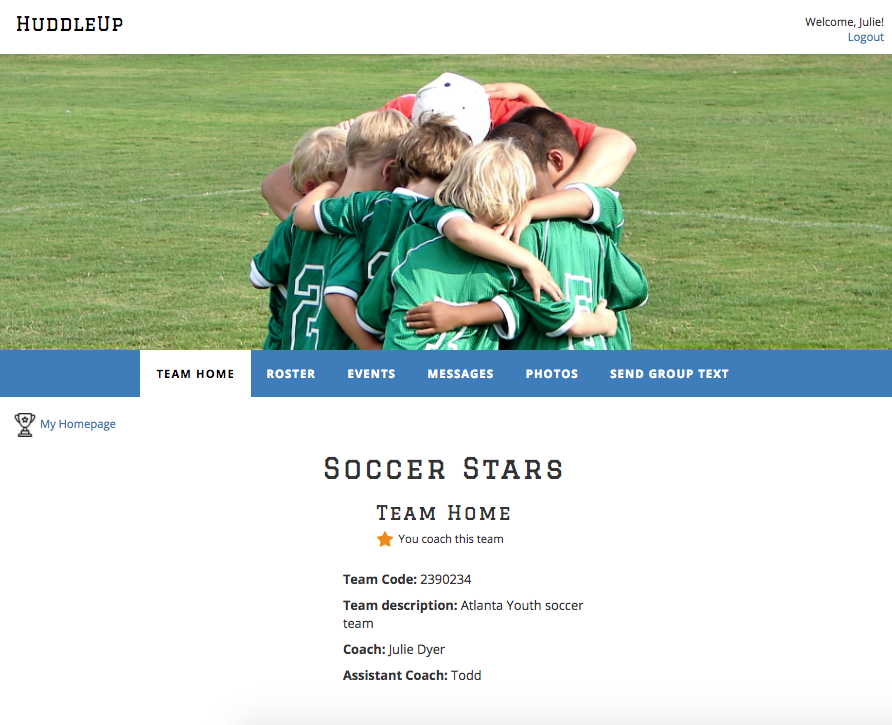 HuddleUp
Welcome, Julie!
Logout
2
TEAM HOME ROSTER EVENTS MESSAGES PHOTOS SEND GROUP TEXT
My Homepage
Soccer Stars
Team Home
You coach this team
Team Code: 2390234
Team description: Atlanta Youth soccer
team
Coach: Julie Dyer
Assistant Coach: Todd